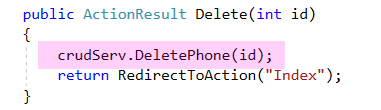 public ActionResult Delete(int id)
{
    crudServ.DeletePhone(id);
    return RedirectToAction("Index");
}